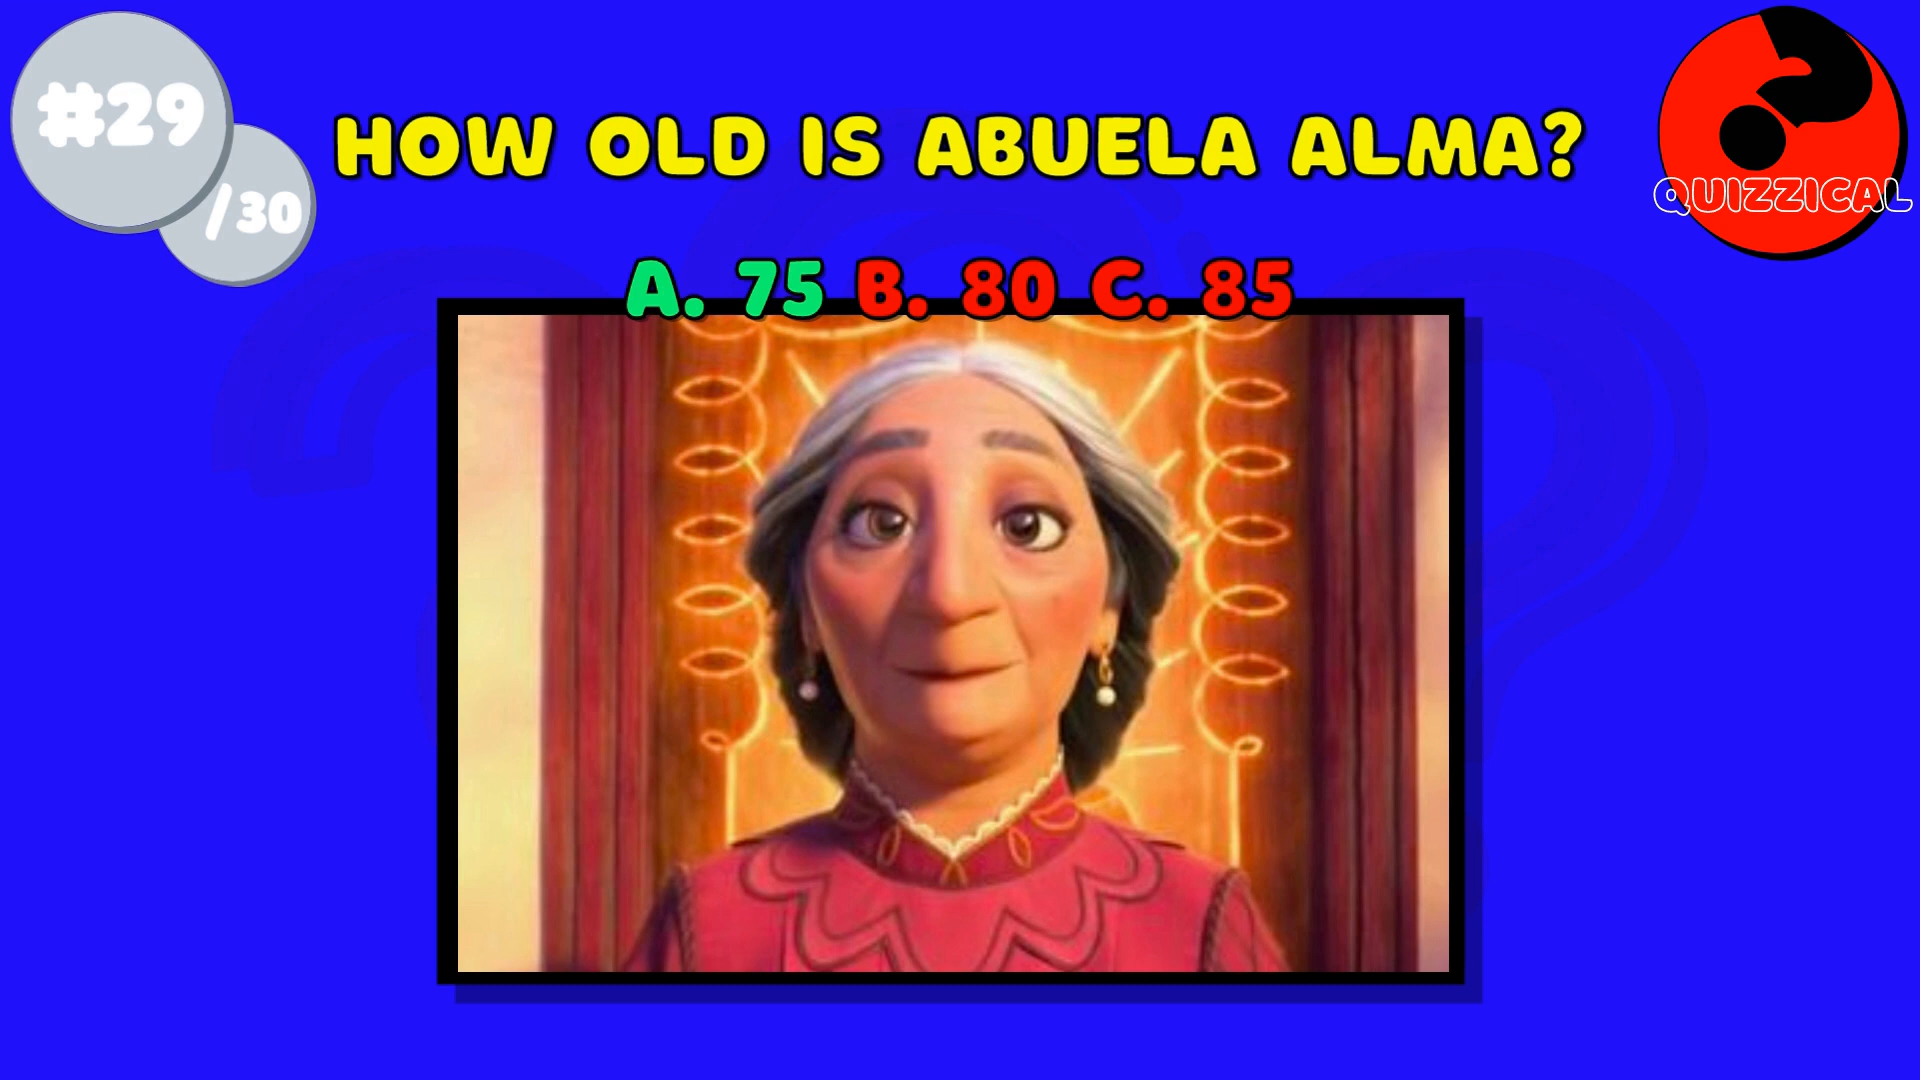 #29
/30
HOW OLD IS ABUELA ALMA?
QUIZZICAL
A. 75 B. 80 C. 85